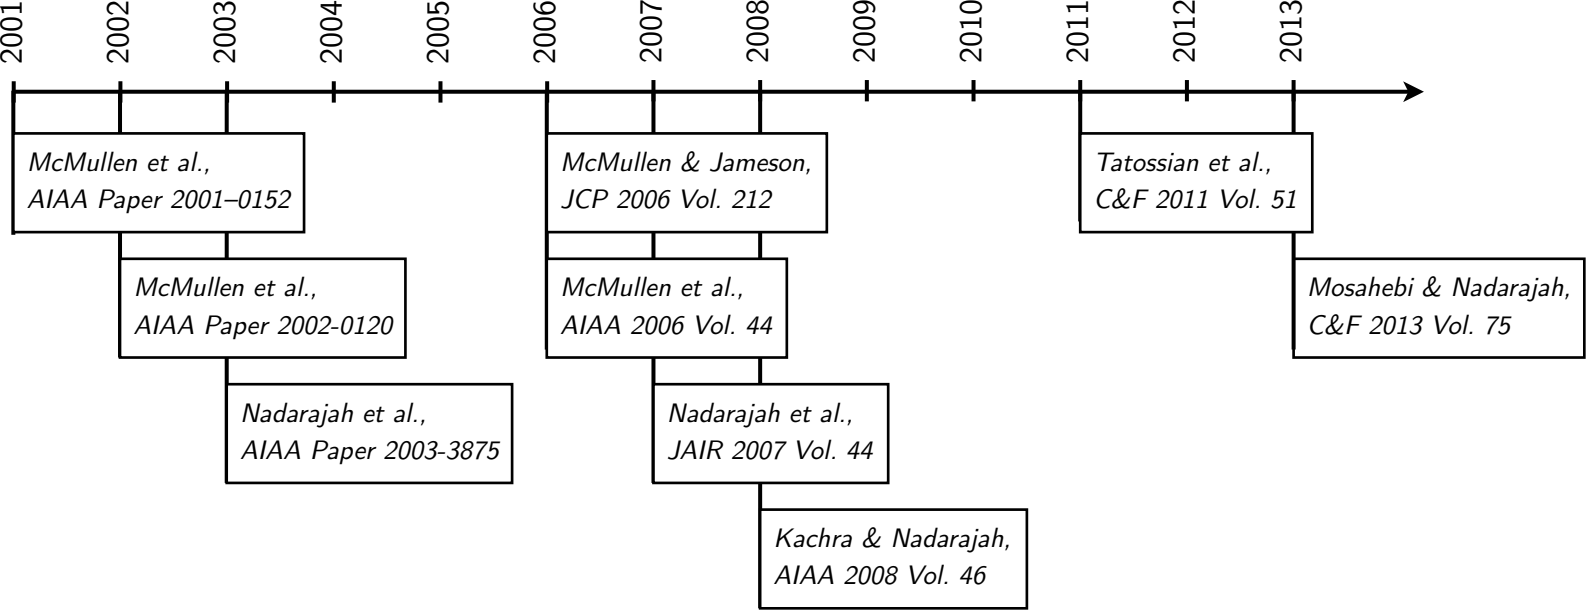 2001
2002
2003
2004
2005
2006
2007
2008
2009
2010
2011
2012
2013
McMullen et al.,
AIAA Paper 2001–0152
McMullen & Jameson,
JCP 2006 Vol. 212
Tatossian et al.,
C&F 2011 Vol. 51
McMullen et al.,
AIAA Paper 2002-0120
McMullen et al.,
AIAA 2006 Vol. 44
Mosahebi & Nadarajah,
C&F 2013 Vol. 75
Nadarajah et al.,
AIAA Paper 2003-3875
Nadarajah et al.,
JAIR 2007 Vol. 44
Kachra & Nadarajah,
AIAA 2008 Vol. 46